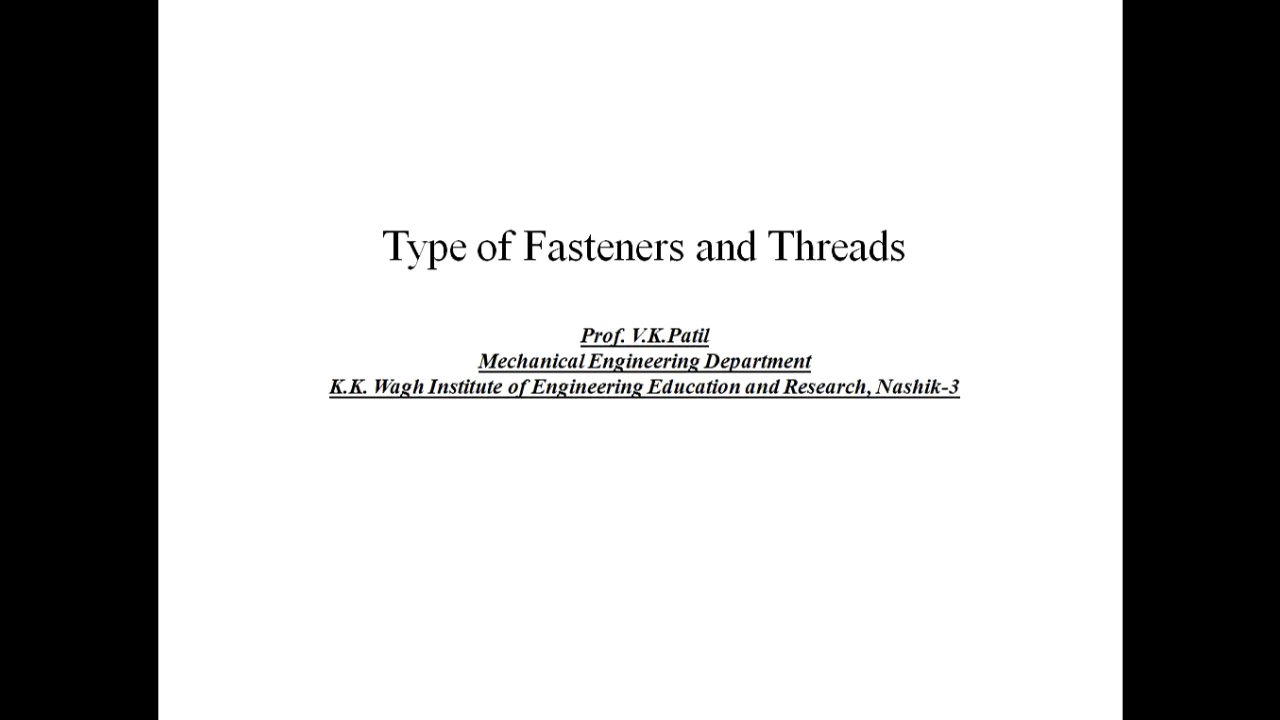 Type of Fasteners and Threads
Prof. V.K.Patil
Mechanical Engineering Department
K.K. Wagh Institute of Engineering Education and Research, Nashik-3